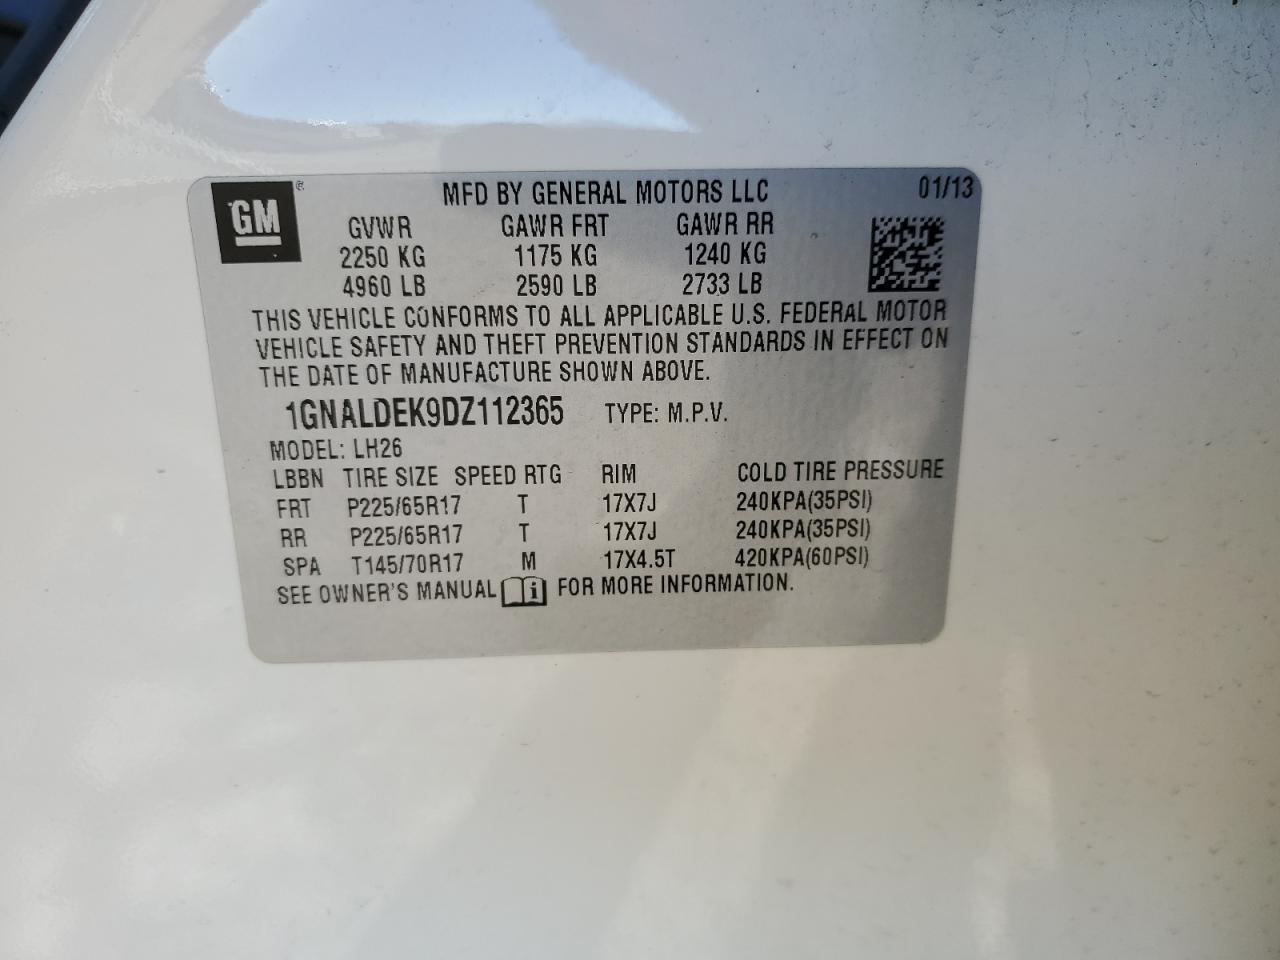 GM ® MFD BY GENERAL MOTORS LLC 01/13
GVWR GAWR FRT GAWR RR
2250 KG 1175 KG 1240 KG
4960 LB 2590 LB 2733 LB
THIS VEHICLE CONFORMS TO ALL APPLICABLE U.S. FEDERAL MOTOR
VEHICLE SAFETY AND THEFT PREVENTION STANDARDS IN EFFECT ON
THE DATE OF MANUFACTURE SHOWN ABOVE.
1GNALDEK9DZ112365 TYPE: M.P.V.
MODEL: LH26
LBBN TIRE SIZE SPEED RTG RIM COLD TIRE PRESSURE
FRT P225/65R17 T 17X7J 240KPA(35PSI)
RR P225/65R17 T 17X7J 240KPA(35PSI)
SPA T145/70R17 M 17X4.5T 420KPA(60PSI)
SEE OWNER'S MANUAL i FOR MORE INFORMATION.